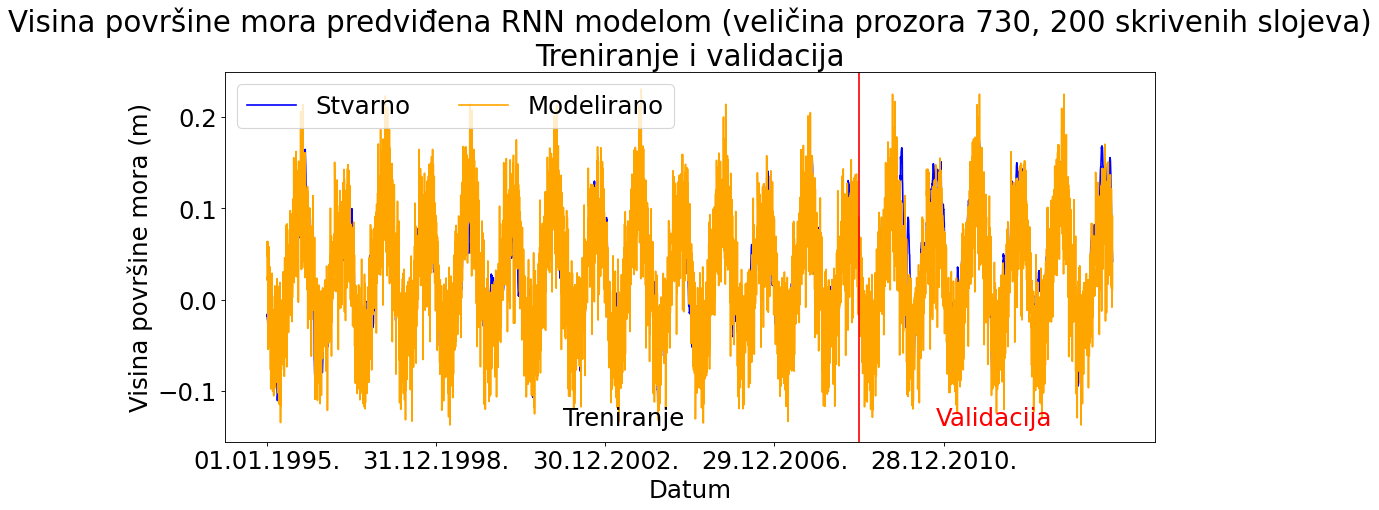 Visina površine mora predviđena RNN modelom (veličina prozora 730, 200 skrivenih slojeva)
Treniranje i validacija
Stvarno Modelirano
Visina površine mora (m)
0.2
0.1
0.0
−0.1
Treniranje Validacija
01.01.1995. 31.12.1998. 30.12.2002. 29.12.2006. 28.12.2010.
Datum